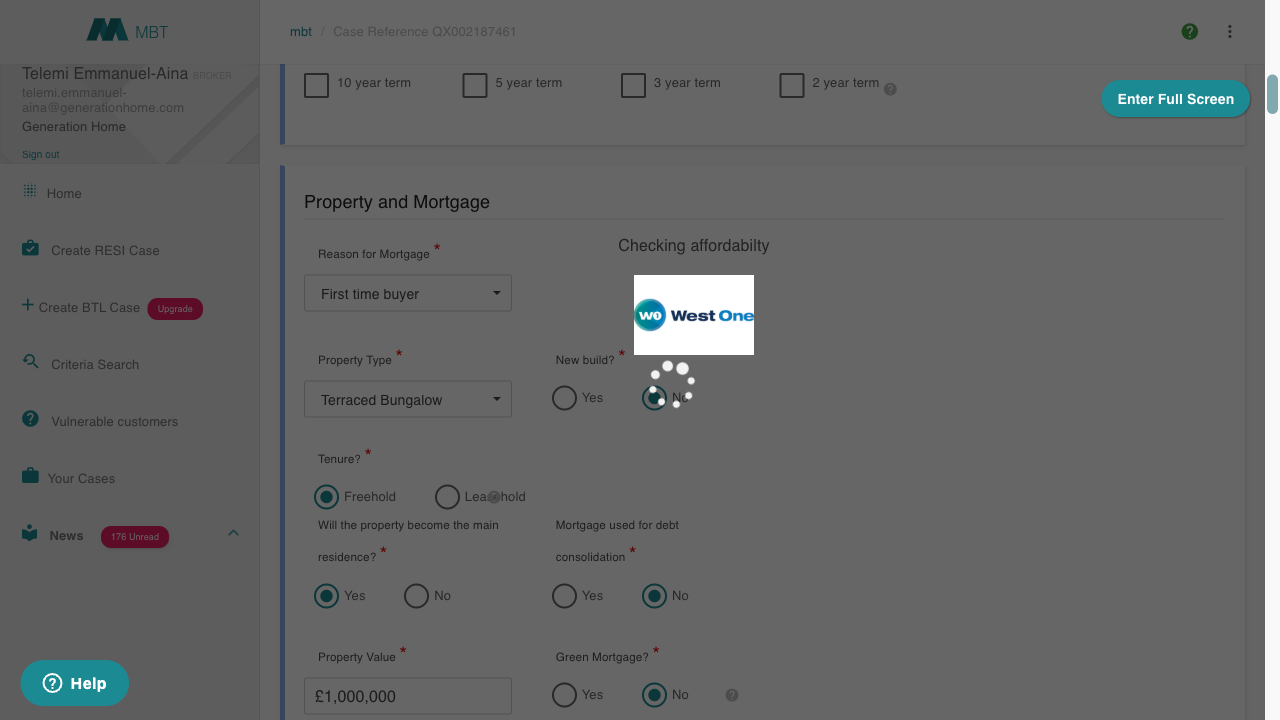 MBT
mbt / Case Reference QX002187461
Telemi Emmanuel-Aina BROKER
telemi.emmanuel-
aina@generationhome.com
Generation Home
Sign out
Home
Create RESI Case
Create BTL Case Upgrade
Criteria Search
Vulnerable customers
Your Cases
News 176 Unread
Help
10 year term 5 year term 3 year term 2 year term
Enter Full Screen
Property and Mortgage
Checking affordabilty
Reason for Mortgage *
First time buyer
wo West One
Property Type * New build? *
Terraced Bungalow Yes No
Tenure? *
Freehold Leasehold
Will the property become the main
residence? *
Mortgage used for debt
consolidation *
Yes No Yes No
Property Value * Green Mortgage? *
£1,000,000 Yes No